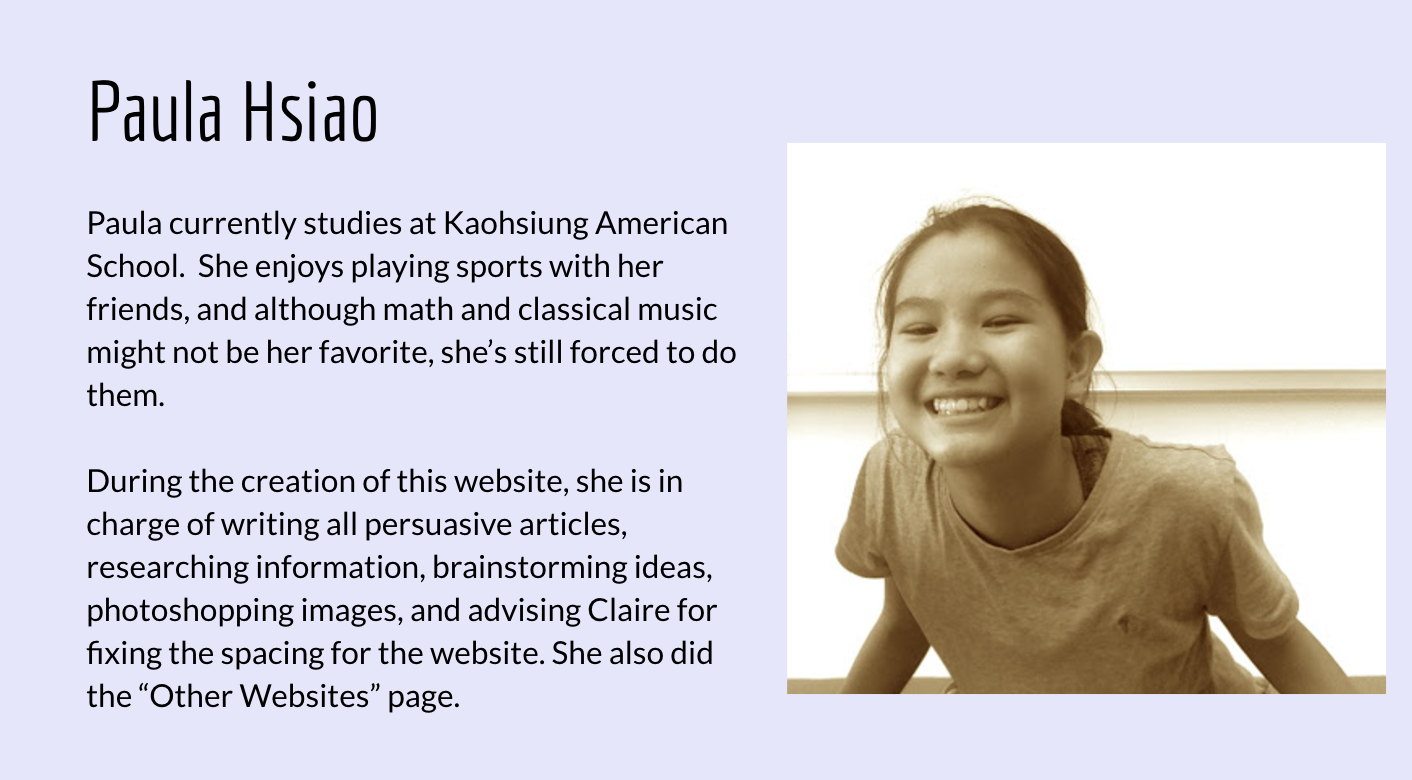 Paula Hsiao
Paula currently studies at Kaohsiung American
School.  She enjoys playing sports with her
friends, and although math and classical music
might not be her favorite, she’s still forced to do
them.
During the creation of this website, she is in
charge of writing all persuasive articles,
researching information, brainstorming ideas,
photoshopping images, and advising Claire for
fixing the spacing for the website. She also did
the “Other Websites” page.